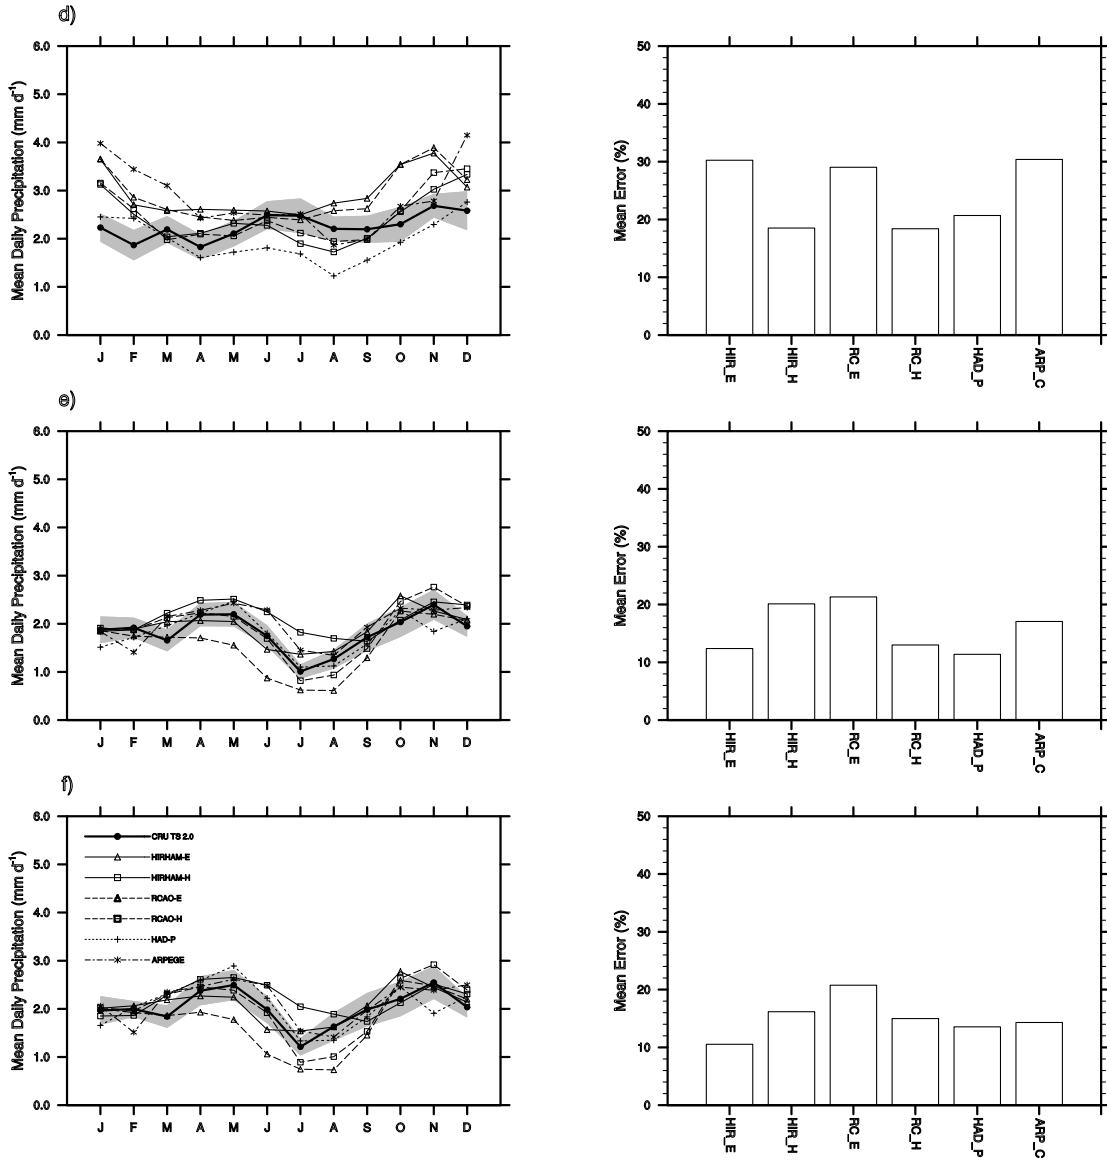 d)
Mean Daily Precipitation (mm d⁻¹)
6.0
5.0
4.0
3.0
2.0
1.0
0.0
J F M A M J J A S O N D
Mean Error (%)
50
40
30
20
10
0
HIR_E HIR_H RC_E RC_H HAD_P ARP_C
e)
Mean Daily Precipitation (mm d⁻¹)
6.0
5.0
4.0
3.0
2.0
1.0
0.0
J F M A M J J A S O N D
Mean Error (%)
50
40
30
20
10
0
HIR_E HIR_H RC_E RC_H HAD_P ARP_C
f)
Mean Daily Precipitation (mm d⁻¹)
6.0
5.0
4.0
3.0
2.0
1.0
0.0
CRU TS 2.0
HIRHAM-E
HIRHAM-H
RCAO-E
RCAO-H
HAD-P
ARPEGE
J F M A M J J A S O N D
Mean Error (%)
50
40
30
20
10
0
HIR_E HIR_H RC_E RC_H HAD_P ARP_C